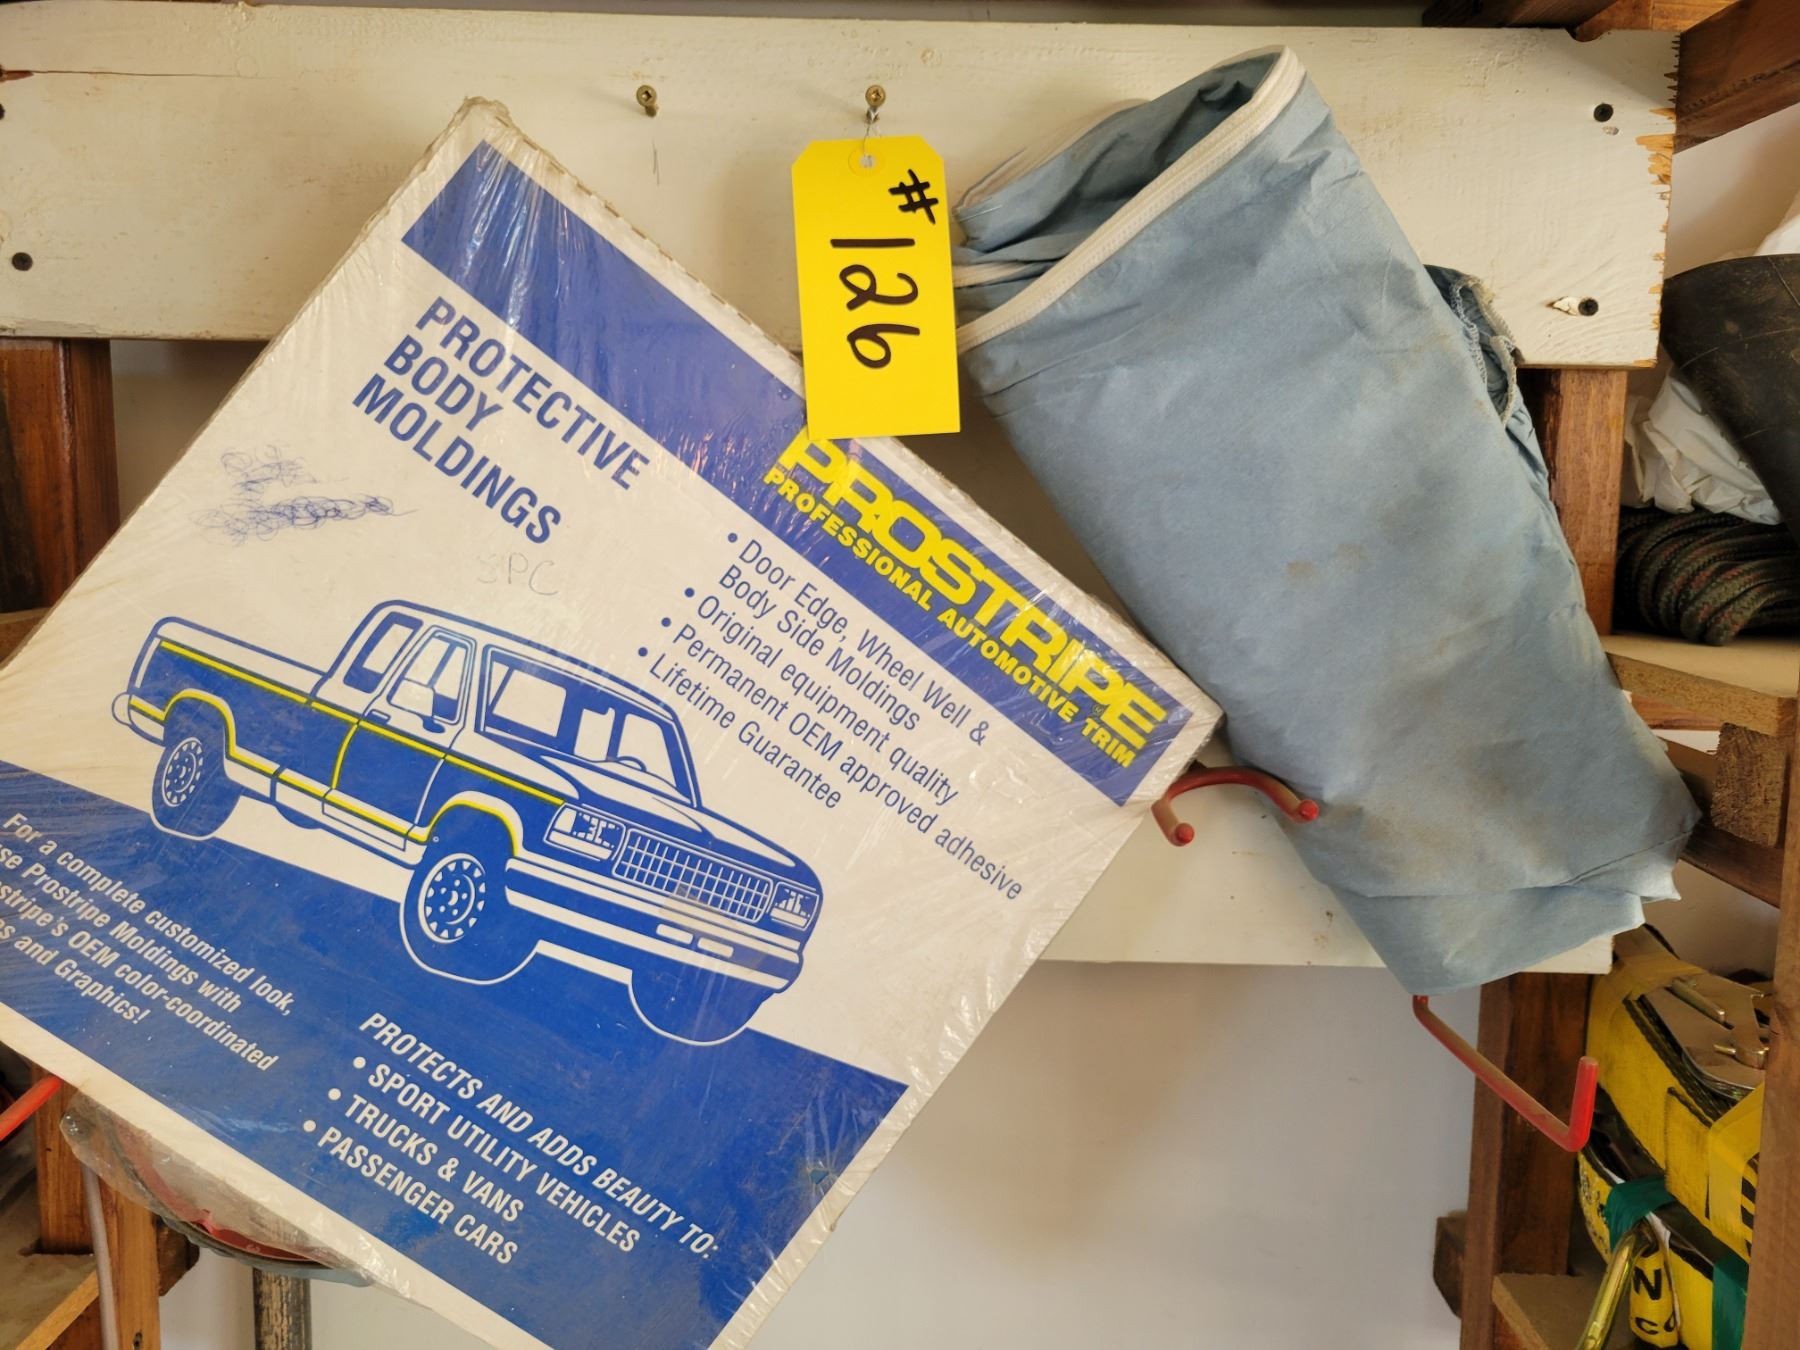 # 126
PROTECTIVE
BODY
MOLDINGS
3PC
PROSTRIPE
PROFESSIONAL AUTOMOTIVE TRIM
• Door Edge, Wheel Well &
Body Side Moldings
• Original equipment quality
• Permanent OEM approved adhesive
• Lifetime Guarantee
For a complete customized look,
Prostripe Moldings with
OEM color-coordinated
and Graphics!
PROTECTS AND ADDS BEAUTY TO:
• SPORT UTILITY VEHICLES
• TRUCKS & VANS
• PASSENGER CARS